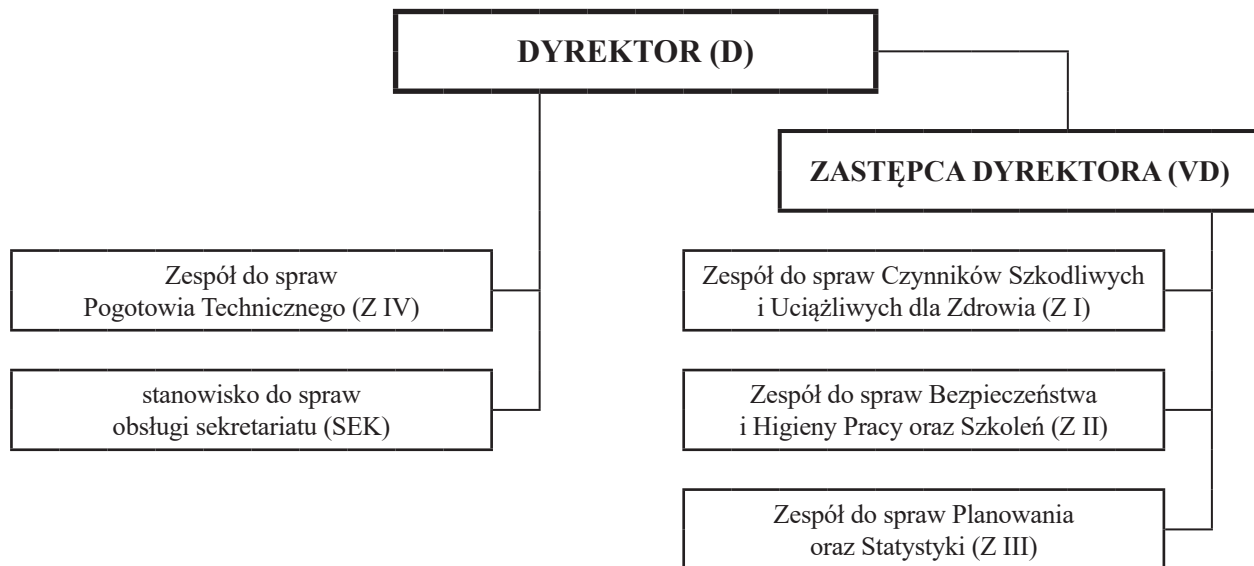 DYREKTOR (D)
ZASTĘPCA DYREKTORA (VD)
Zespół do spraw
Pogotowia Technicznego (Z IV)
stanowisko do spraw
obsługi sekretariatu (SEK)
Zespół do spraw Czynników Szkodliwych
i Uciążliwych dla Zdrowia (Z I)
Zespół do spraw Bezpieczeństwa
i Higieny Pracy oraz Szkoleń (Z II)
Zespół do spraw Planowania
oraz Statystyki (Z III)